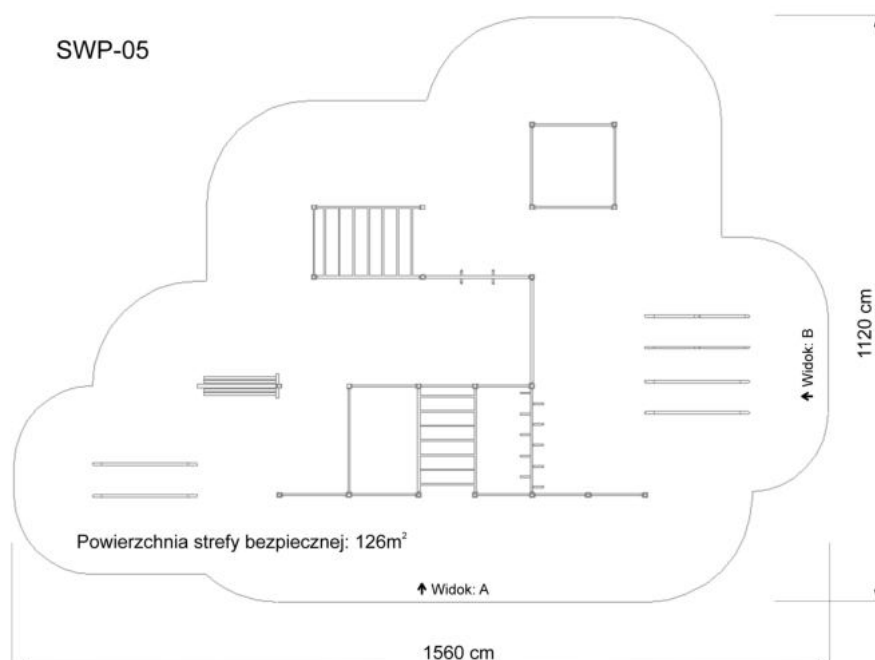 SWP-05
1120 cm
Widok: B
Powierzchnia strefy bezpiecznej: 126m²
Widok: A
1560 cm